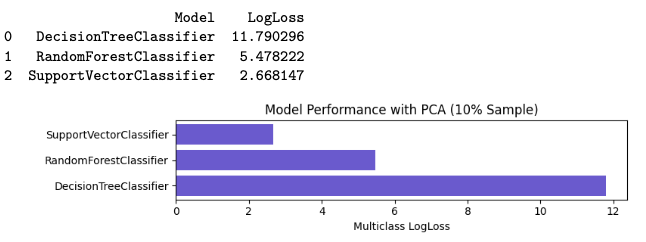 Model LogLoss
0 DecisionTreeClassifier 11.790296
1 RandomForestClassifier 5.478222
2 SupportVectorClassifier 2.668147
Model Performance with PCA (10% Sample)
SupportVectorClassifier
RandomForestClassifier
DecisionTreeClassifier
0 2 4 6 8 10 12
Multiclass LogLoss